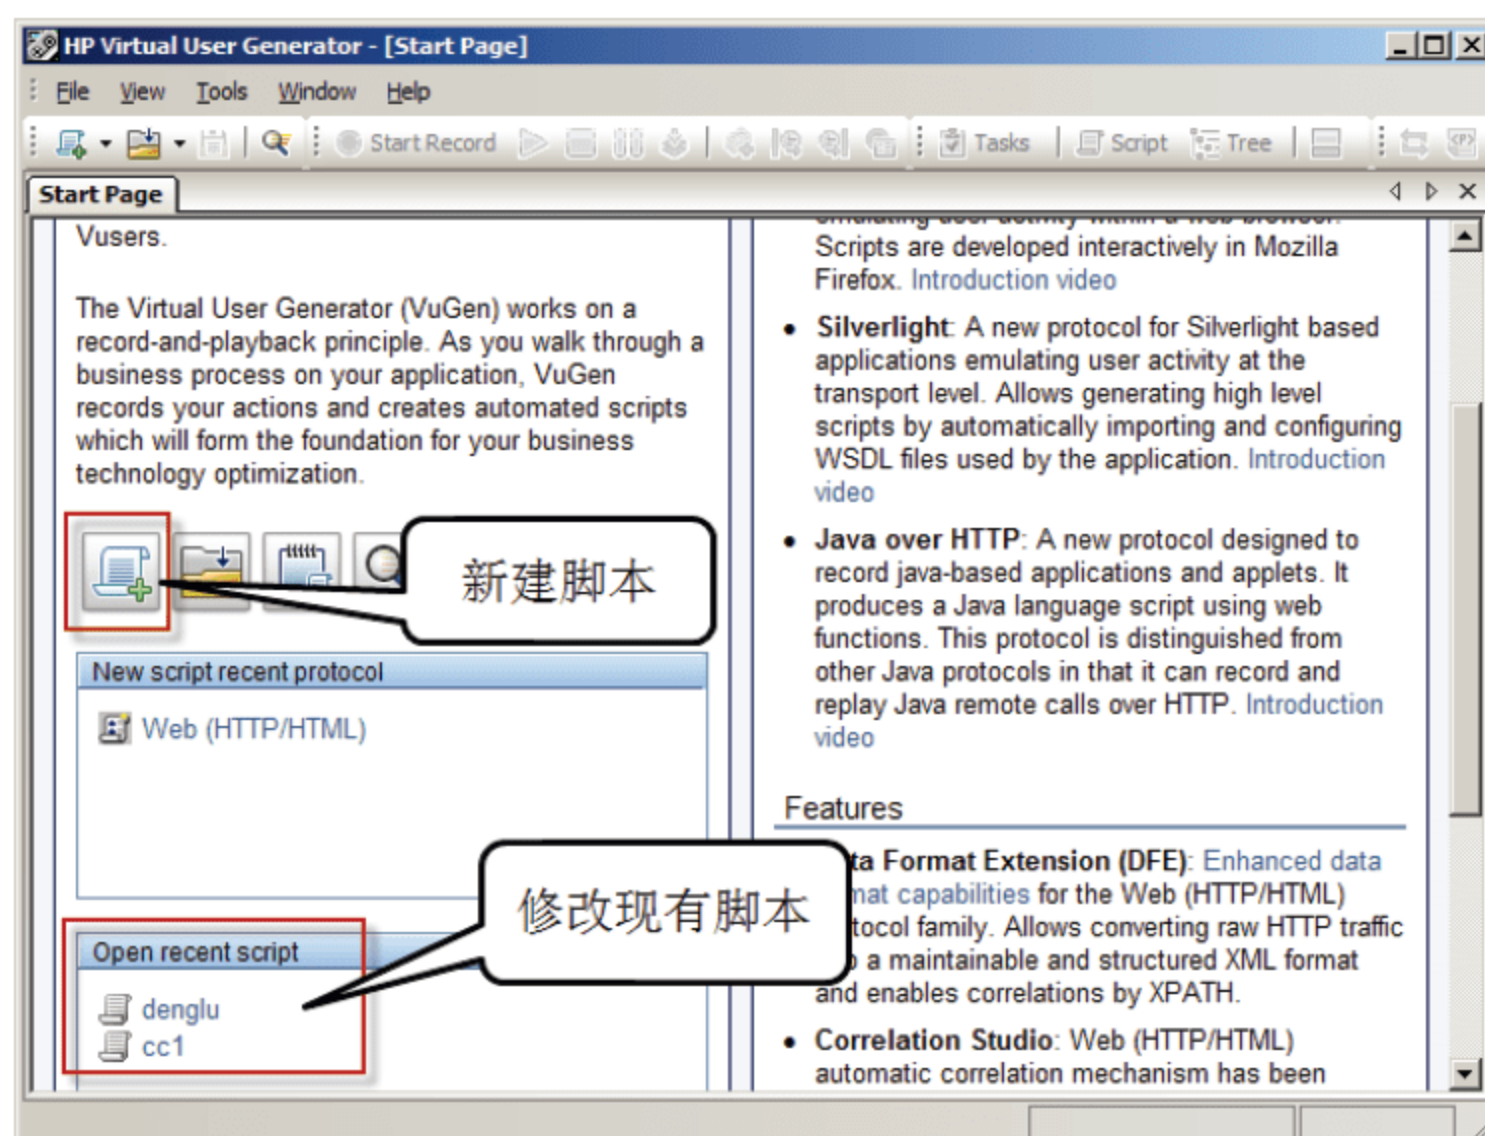 HP Virtual User Generator - [Start Page]
File View Tools Window Help
Start Record Tasks Script Tree
Start Page
Vusers.
The Virtual User Generator (VuGen) works on a
record-and-playback principle. As you walk through a
business process on your application, VuGen
records your actions and creates automated scripts
which will form the foundation for your business
technology optimization.
新建脚本
New script recent protocol
Web (HTTP/HTML)
修改现有脚本
Open recent script
denglu
cc1
emulating user activity within a web browser.
Scripts are developed interactively in Mozilla
Firefox. Introduction video
• Silverlight: A new protocol for Silverlight based
applications emulating user activity at the
transport level. Allows generating high level
scripts by automatically importing and configuring
WSDL files used by the application. Introduction
video
• Java over HTTP: A new protocol designed to
record java-based applications and applets. It
produces a Java language script using web
functions. This protocol is distinguished from
other Java protocols in that it can record and
replay Java remote calls over HTTP. Introduction
video
Features
ta Format Extension (DFE): Enhanced data
mat capabilities for the Web (HTTP/HTML)
tocol family. Allows converting raw HTTP traffic
a maintainable and structured XML format
and enables correlations by XPATH.
• Correlation Studio: Web (HTTP/HTML)
automatic correlation mechanism has been